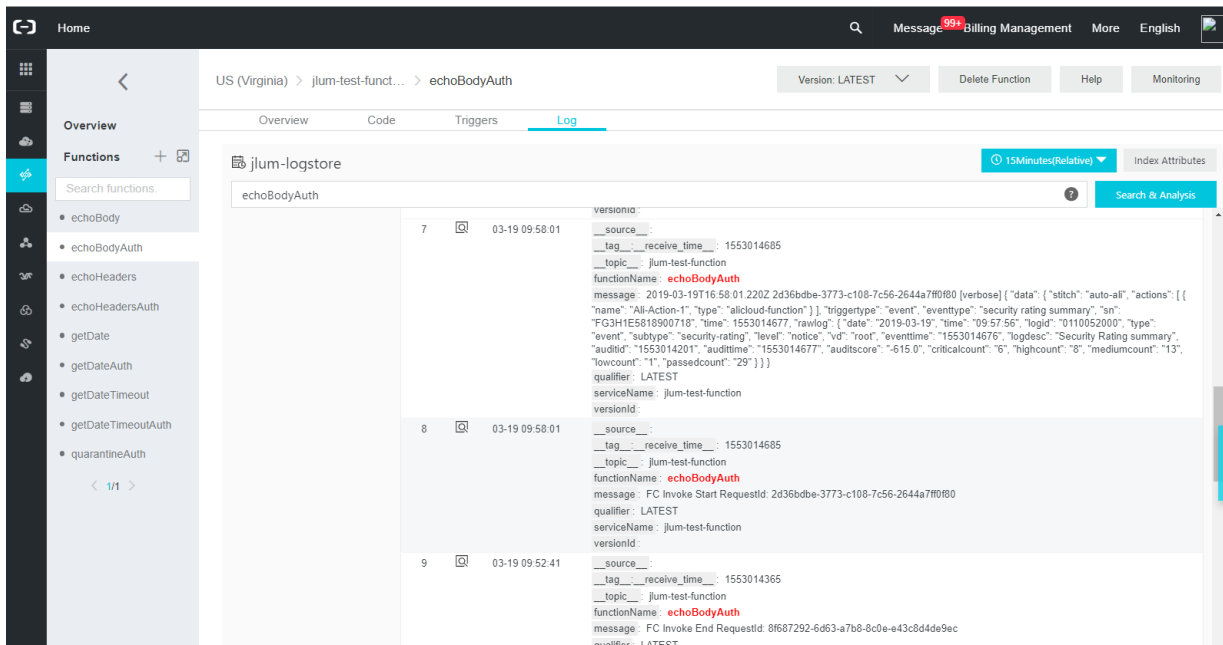 Home
Message 99+ Billing Management More English
US (Virginia) > jlum-test-funct... > echoBodyAuth
Version: LATEST
Delete Function
Help
Monitoring
Overview
Functions
Search functions.
echoBody
echoBodyAuth
echoHeaders
echoHeadersAuth
getDate
getDateAuth
getDateTimeout
getDateTimeoutAuth
quarantineAuth
< 1/1 >
Overview Code Triggers Log
jlum-logstore
15Minutes(Relative)
Index Attributes
echoBodyAuth
Search & Analysis
versionId :
7 03-19 09:58:01
__source__ :
__tag__:__receive_time__ : 1553014685
__topic__ : jlum-test-function
functionName : echoBodyAuth
message : 2019-03-19T16:58:01.220Z 2d36bdbe-3773-c108-7c56-2644a7ff0f80 [verbose] { "data": { "stitch": "auto-ali", "actions": [ {
"name": "Ali-Action-1", "type": "alicloud-function" } ], "triggertype": "event", "eventtype": "security rating summary", "sn":
"FG3H1E5818900718", "time": 1553014677, "rawlog": { "date": "2019-03-19", "time": "09:57:56", "logid": "0110052000", "type":
"event", "subtype": "security-rating", "level": "notice", "vd": "root", "eventtime": "1553014676", "logdesc": "Security Rating summary",
"auditid": "1553014201", "audittime": "1553014677", "auditscore": "-615.0", "criticalcount": "6", "highcount": "8", "mediumcount": "13",
"lowcount": "1", "passedcount": "29" } } }
qualifier : LATEST
serviceName : jlum-test-function
versionId :
8 03-19 09:58:01
__source__ :
__tag__:__receive_time__ : 1553014685
__topic__ : jlum-test-function
functionName : echoBodyAuth
message : FC Invoke Start RequestId: 2d36bdbe-3773-c108-7c56-2644a7ff0f80
qualifier : LATEST
serviceName : jlum-test-function
versionId :
9 03-19 09:52:41
__source__ :
__tag__:__receive_time__ : 1553014365
__topic__ : jlum-test-function
functionName : echoBodyAuth
message : FC Invoke End RequestId: 8f687292-6d63-a7b8-8c0e-e43c8d4de9ec
qualifier : LATEST